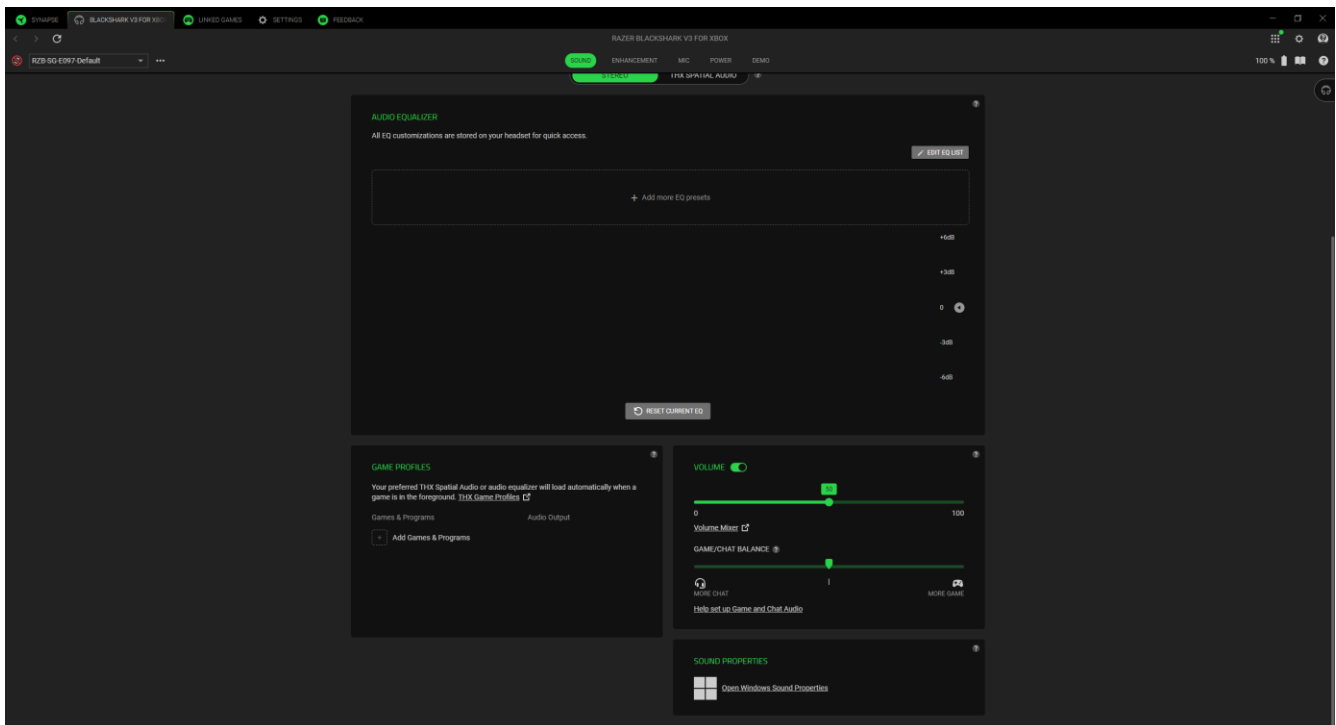 SYNAPSE
BLACKSHARK V3 FOR XBO
LINKED GAMES
SETTINGS
FEEDBACK
RAZER BLACKSHARK V3 FOR XBOX
RZB-SG-E097-Default
SOUND
ENHANCEMENT
MIC
POWER
DEMO
100 %
STEREO
THX SPATIAL AUDIO
AUDIO EQUALIZER
All EQ customizations are stored on your headset for quick access.
EDIT EQ LIST
+ Add more EQ presets
+6dB
+3dB
0
-3dB
-6dB
RESET CURRENT EQ
GAME PROFILES
Your preferred THX Spatial Audio or audio equalizer will load automatically when a
game is in the foreground. THX Game Profiles
Games & Programs
Audio Output
+ Add Games & Programs
VOLUME
50
0
100
Volume Mixer
GAME/CHAT BALANCE
MORE CHAT
MORE GAME
Help set up Game and Chat Audio
SOUND PROPERTIES
Open Windows Sound Properties